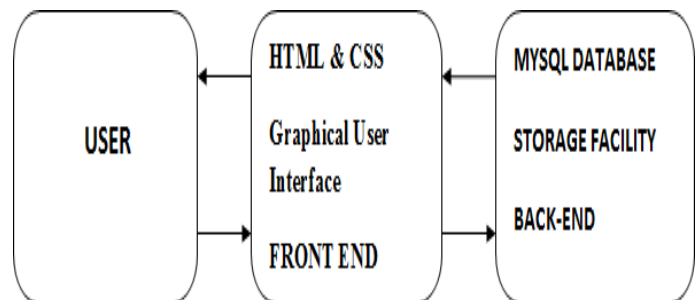 USER
HTML & CSS
Graphical User
Interface
FRONT END
MYSQL DATABASE
STORAGE FACILITY
BACK-END